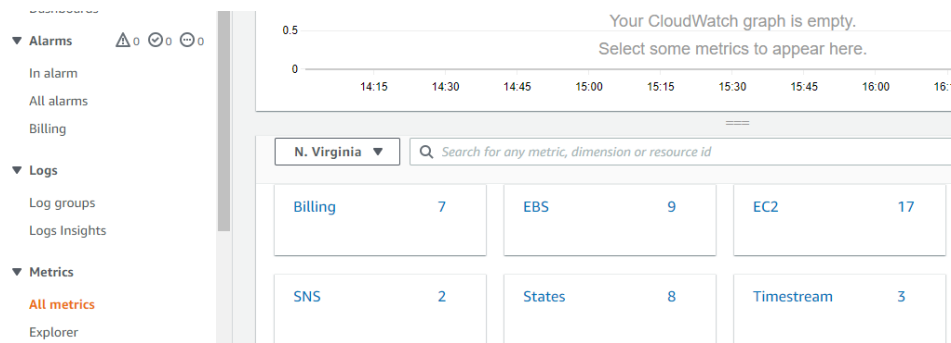 Dashboards
Alarms 0 0 0
In alarm
All alarms
Billing
Logs
Log groups
Logs Insights
Metrics
All metrics
Explorer
Your CloudWatch graph is empty.
Select some metrics to appear here.
0.5
0
14:15 14:30 14:45 15:00 15:15 15:30 15:45 16:00
N. Virginia
Search for any metric, dimension or resource id
Billing 7
EBS 9
EC2 17
SNS 2
States 8
Timestream 3